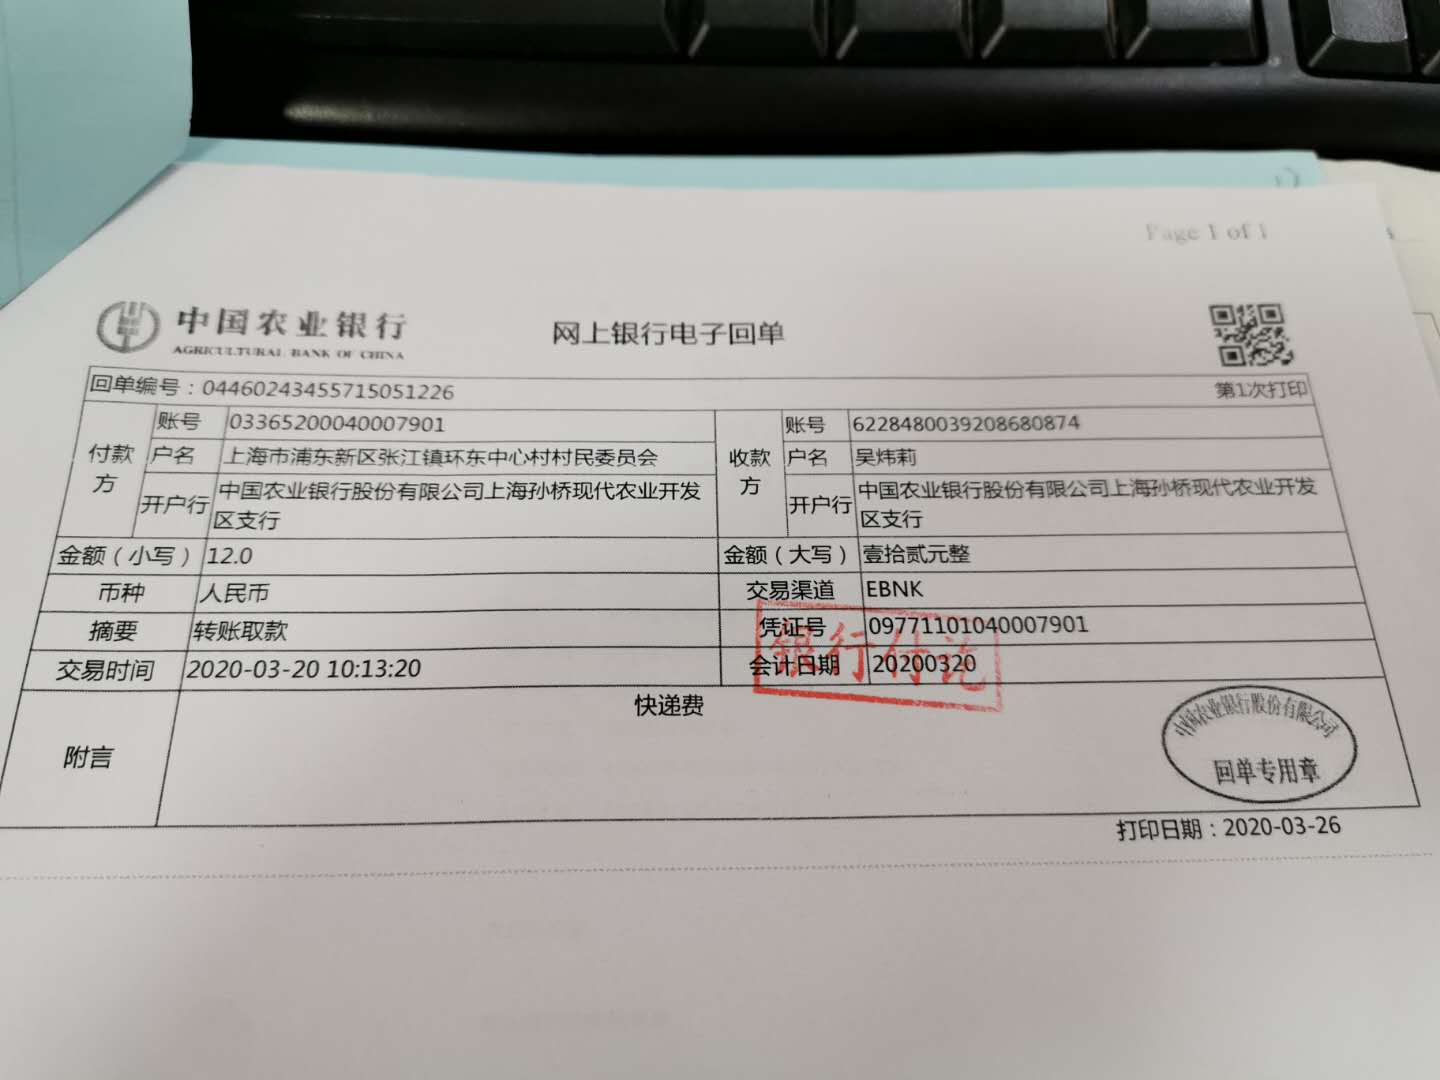 Page 1 of 1
中国农业银行
AGRICULTURAL BANK OF CHINA
网上银行电子回单
回单编号：04460243455715051226
第1次打印
付款方
账号 03365200040007901
户名 上海市浦东新区张江镇环东中心村村民委员会
开户行 中国农业银行股份有限公司上海孙桥现代农业开发
区支行
收款方
账号 6228480039208680874
户名 吴炜莉
开户行 中国农业银行股份有限公司上海孙桥现代农业开发
区支行
金额（小写） 12.0 金额（大写） 壹拾贰元整
币种 人民币 交易渠道 EBNK
摘要 转账取款 凭证号 09771101040007901
交易时间 2020-03-20 10:13:20 会计日期 20200320
银行付讫
附言 快递费
中国农业银行股份有限公司
回单专用章
打印日期：2020-03-26